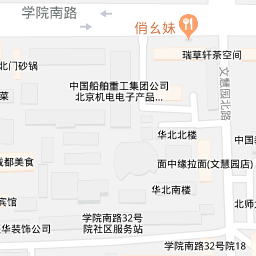 学院南路
俏幺妹
瑞草轩茶空间
北门砂锅
文慧园北路
中国船舶重工集团公司
北京机电电子产品...
菜
华北北楼
成都美食
面中缘拉面(文慧园店)
华北南楼
宾馆
北师大
学院南路32号
院社区服务站
华装饰公司
学院南路32号院18